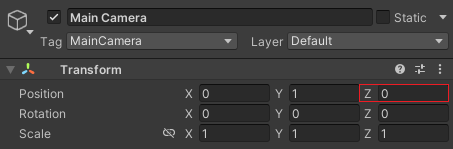 Main Camera Static
Tag MainCamera Layer Default
Transform
Position X 0 Y 1 Z 0
Rotation X 0 Y 0 Z 0
Scale X 1 Y 1 Z 1